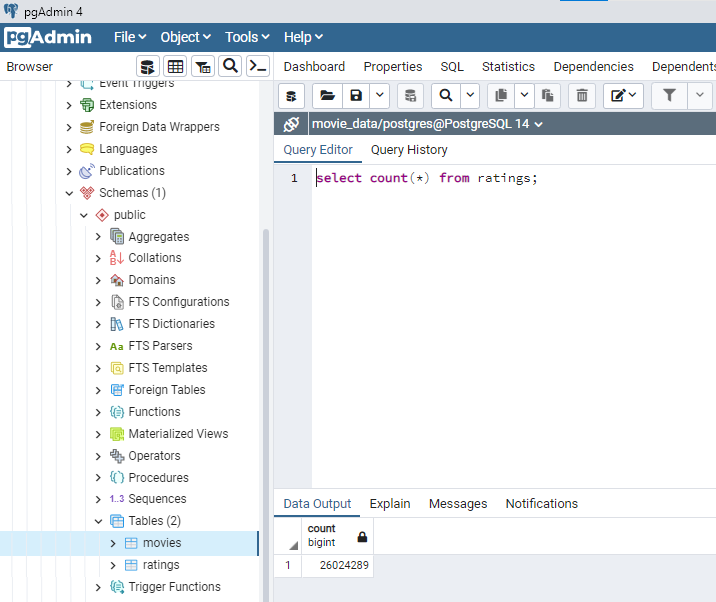 pgAdmin 4
pgAdmin File Object Tools Help
Browser
Dashboard Properties SQL Statistics Dependencies Dependents
Event Triggers
Extensions
Foreign Data Wrappers
Languages
Publications
Schemas (1)
public
Aggregates
A
B
Collations
Domains
FTS Configurations
FTS Dictionaries
Aa FTS Parsers
FTS Templates
Foreign Tables
Functions
Materialized Views
Operators
Procedures
1..3 Sequences
Tables (2)
movies
ratings
Trigger Functions
movie_data/postgres@PostgreSQL 14
Query Editor Query History
1 select count(*) from ratings;
Data Output Explain Messages Notifications
count
bigint
1 26024289